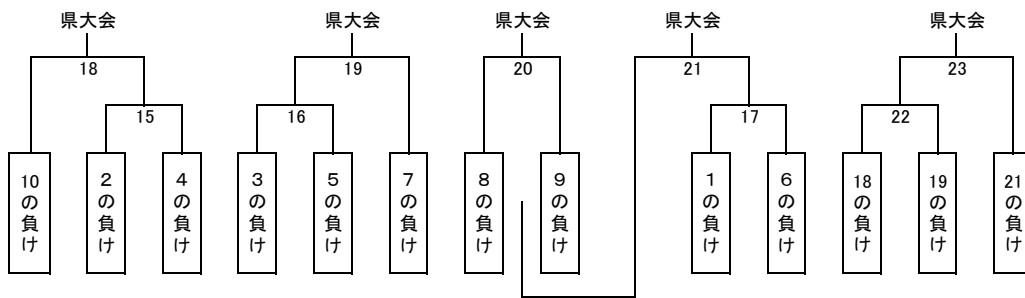 県大会 県大会 県大会 県大会 県大会
18 19 20 21 23
15 16 17 22
10の負け
2の負け
4の負け
3の負け
5の負け
7の負け
8の負け
9の負け
1の負け
6の負け
18の負け
19の負け
21の負け